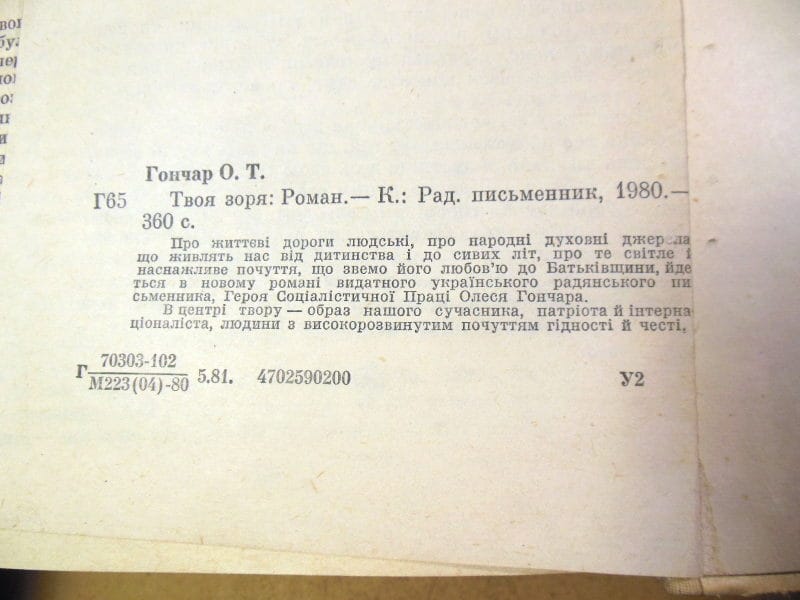 Гончар О. Т.
Г65 Твоя зоря: Роман.— К.: Рад. письменник, 1980.—
360 с.
Про життєві дороги людські, про народні духовні джерела
що живлять нас від дитинства і до сивих літ, про те світле і
наснажливе почуття, що звемо його любов’ю до Батьківщини, йде
ться в новому романі видатного українського радянського пи
сьменника, Героя Соціалістичної Праці Олеся Гончара.
В центрі твору — образ нашого сучасника, патріота й інтерна
ціоналіста, людини з високорозвинутим почуттям гідності й честі,
70303-102
Г М223(04)-80 5.81. 4702590200 У2